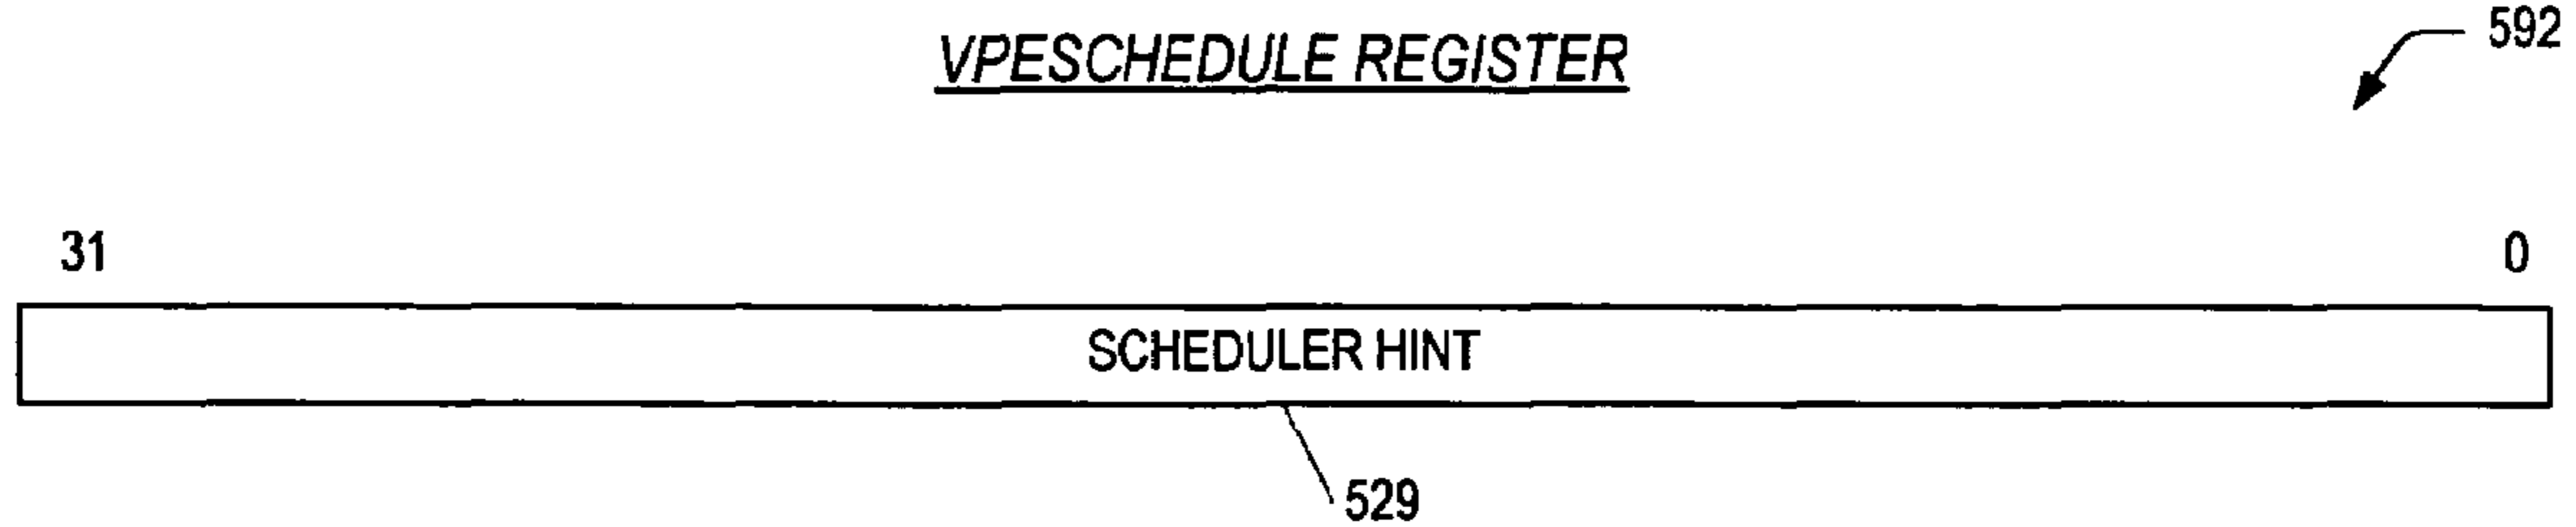 VPESCHEDULE REGISTER
592
31
0
SCHEDULER HINT
529